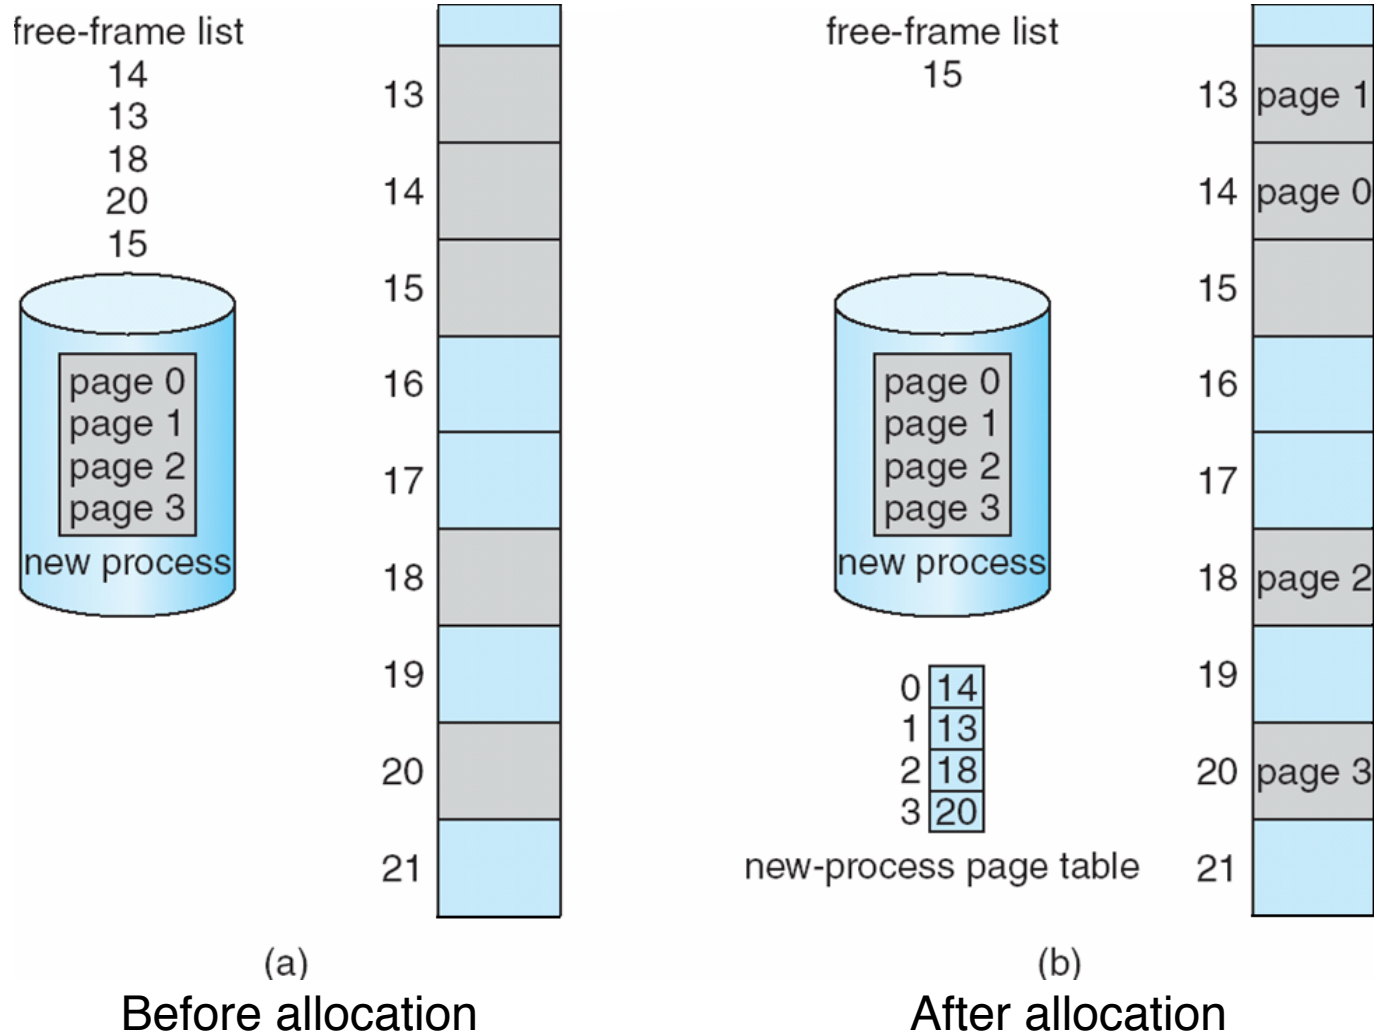 free-frame list
14
13
18
20
15
page 0
page 1
page 2
page 3
new process
13
14
15
16
17
18
19
20
21
(a)
Before allocation
free-frame list
15
page 0
page 1
page 2
page 3
new process
0 14
1 13
2 18
3 20
new-process page table
13 page 1
14 page 0
15
16
17
18 page 2
19
20 page 3
21
(b)
After allocation